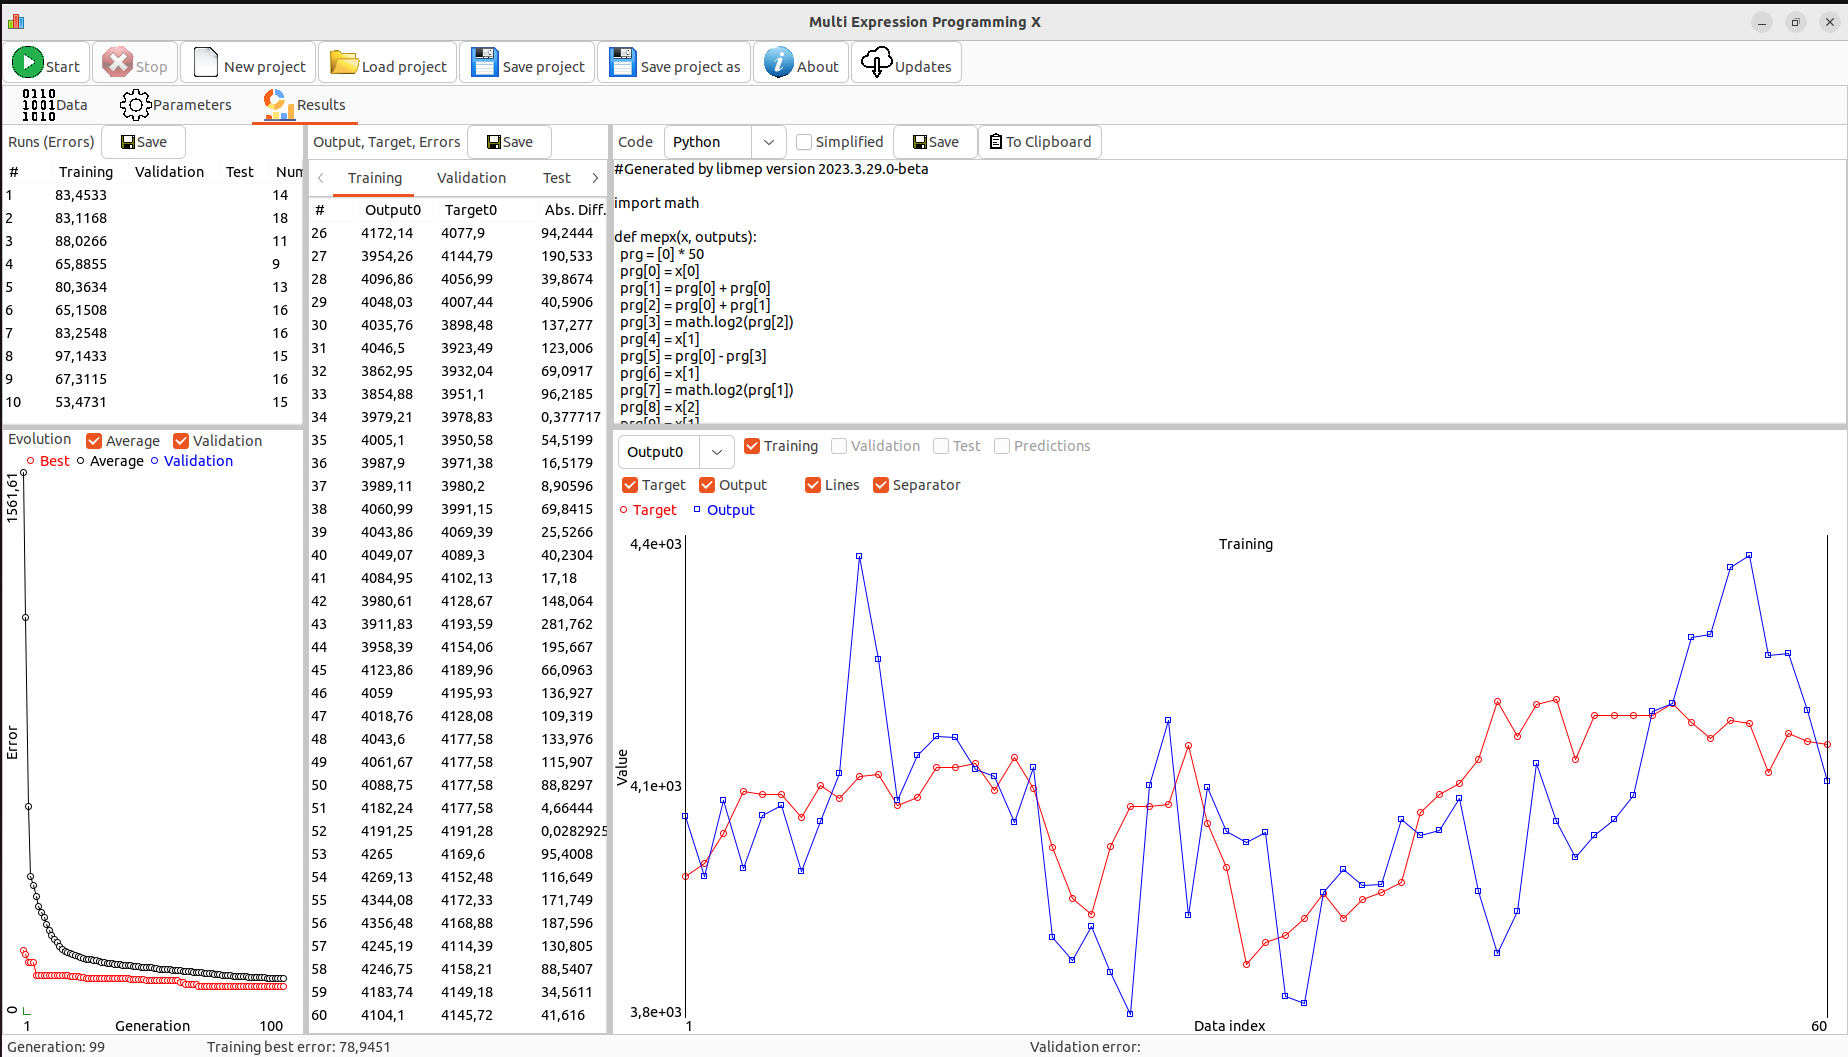 Multi Expression Programming X
Start Stop New project Load project Save project Save project as About Updates
Data Parameters Results
Runs (Errors) Save
# Training Validation Test Num
1 83,4533 14
2 83,1168 18
3 88,0266 11
4 65,8855 9
5 80,3634 13
6 65,1508 16
7 83,2548 16
8 97,1433 15
9 67,3115 16
10 53,4731 15
Output, Target, Errors Save
Training Validation Test
# Output0 Target0 Abs. Diff.
26 4172,14 4077,9 94,2444
27 3954,26 4144,79 190,533
28 4096,86 4056,99 39,8674
29 4048,03 4007,44 40,5906
30 4035,76 3898,48 137,277
31 4046,5 3923,49 123,006
32 3862,95 3932,04 69,0917
33 3854,88 3951,1 96,2185
34 3979,21 3978,83 0,377717
35 4005,1 3950,58 54,5199
36 3987,9 3971,38 16,5179
37 3989,11 3980,2 8,90596
38 4060,99 3991,15 69,8415
39 4043,86 4069,39 25,5266
40 4049,07 4089,3 40,2304
41 4084,95 4102,13 17,18
42 3980,61 4128,67 148,064
43 3911,83 4193,59 281,762
44 3958,39 4154,06 195,667
45 4123,86 4189,96 66,0963
46 4059 4195,93 136,927
47 4018,76 4128,08 109,319
48 4043,6 4177,58 133,976
49 4061,67 4177,58 115,907
50 4088,75 4177,58 88,8297
51 4182,24 4177,58 4,66444
52 4191,25 4191,28 0,0282925
53 4265 4169,6 95,4008
54 4269,13 4152,48 116,649
55 4344,08 4172,33 171,749
56 4356,48 4168,88 187,596
57 4245,19 4114,39 130,805
58 4246,75 4158,21 88,5407
59 4183,74 4149,18 34,5611
60 4104,1 4145,72 41,616
Code Python Simplified Save To Clipboard
#Generated by libmep version 2023.3.29.0-beta
import math
def mepx(x, outputs):
prg = [0] * 50
prg[0] = x[0]
prg[1] = prg[0] + prg[0]
prg[2] = prg[0] + prg[1]
prg[3] = math.log2(prg[2])
prg[4] = x[1]
prg[5] = prg[0] - prg[3]
prg[6] = x[1]
prg[7] = math.log2(prg[1])
prg[8] = x[2]
prg[9] = x[1]
Evolution Average Validation
Best Average Validation
1561,61
Error
0
1 Generation 100
Output0 Training Validation Test Predictions
Target Output Lines Separator
Target Output
Training
4,4e+03
Value
4,1e+03
3,8e+03
1 Data index 60
Generation: 99 Training best error: 78,9451 Validation error: